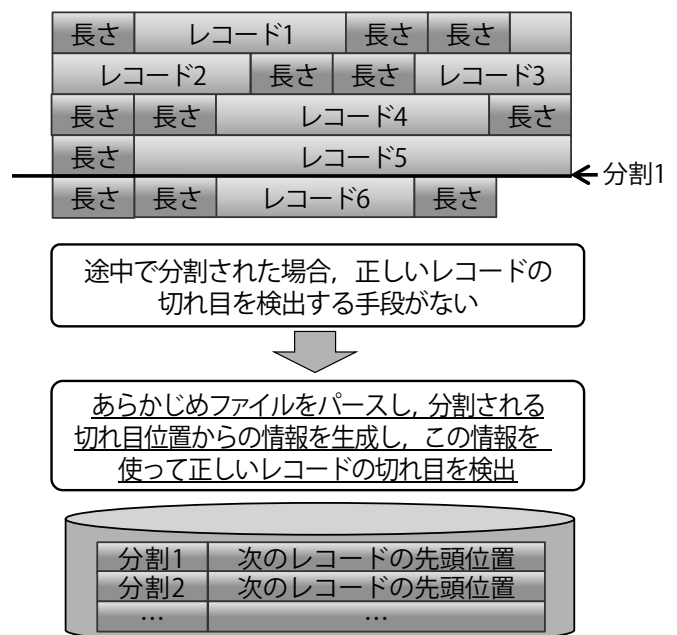 長さ レコード1 長さ 長さ
レコード2 長さ 長さ レコード3
長さ 長さ レコード4 長さ
長さ レコード5
分割1
長さ 長さ レコード6 長さ
途中で分割された場合，正しいレコードの
切れ目を検出する手段がない
あらかじめファイルをパースし，分割される
切れ目位置からの情報を生成し，この情報を
使って正しいレコードの切れ目を検出
分割1 次のレコードの先頭位置
分割2 次のレコードの先頭位置
… …